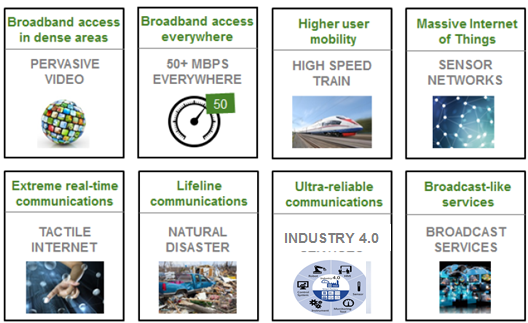 Broadband access
in dense areas
PERVASIVE
VIDEO
Broadband access
everywhere
50+ MBPS
EVERYWHERE
50
Higher user
mobility
HIGH SPEED
TRAIN
Massive Internet
of Things
SENSOR
NETWORKS
Extreme real-time
communications
TACTILE
INTERNET
Lifeline
communications
NATURAL
DISASTER
Ultra-reliable
communications
INDUSTRY 4.0
4.0
Broadcast-like
services
BROADCAST
SERVICES